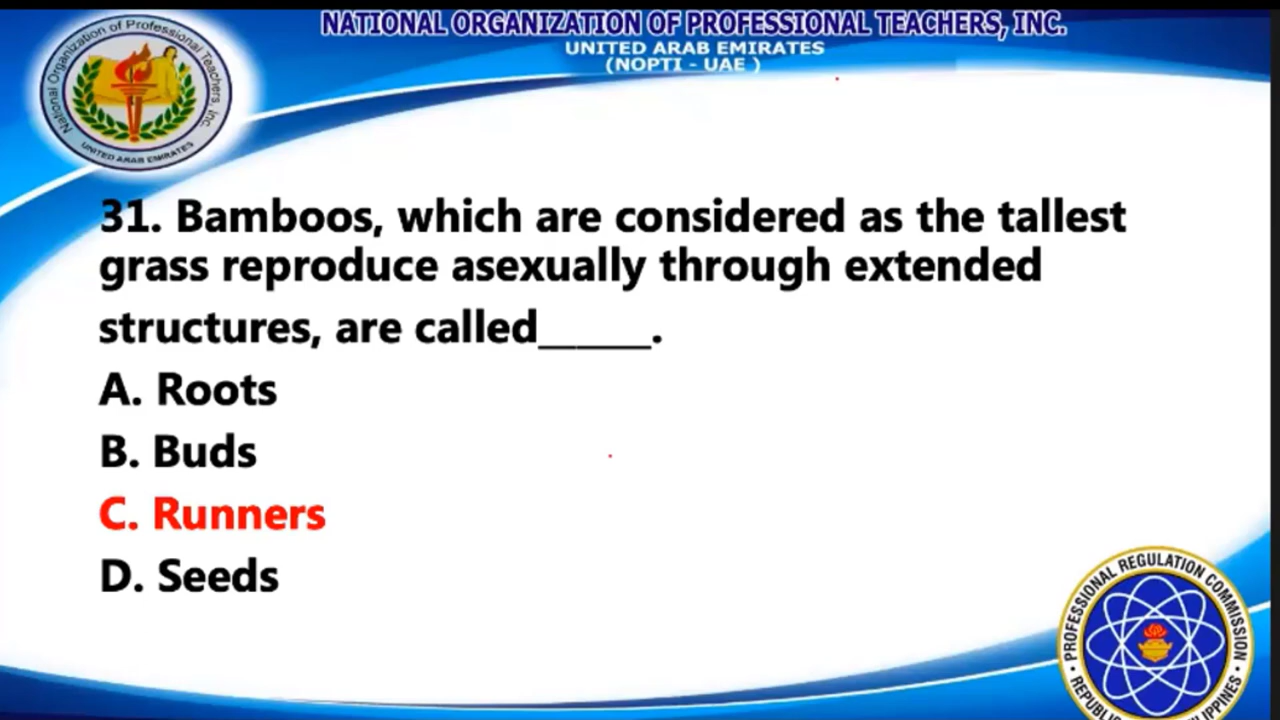 NATIONAL ORGANIZATION OF PROFESSIONAL TEACHERS, INC.
UNITED ARAB EMIRATES
(NOPTI - UAE )
National Organization of Professional Teachers, Inc.
UNITED ARAB EMIRATES
31. Bamboos, which are considered as the tallest
grass reproduce asexually through extended
structures, are called_____.
A. Roots
B. Buds
C. Runners
D. Seeds
PROFESSIONAL REGULATION COMMISSION